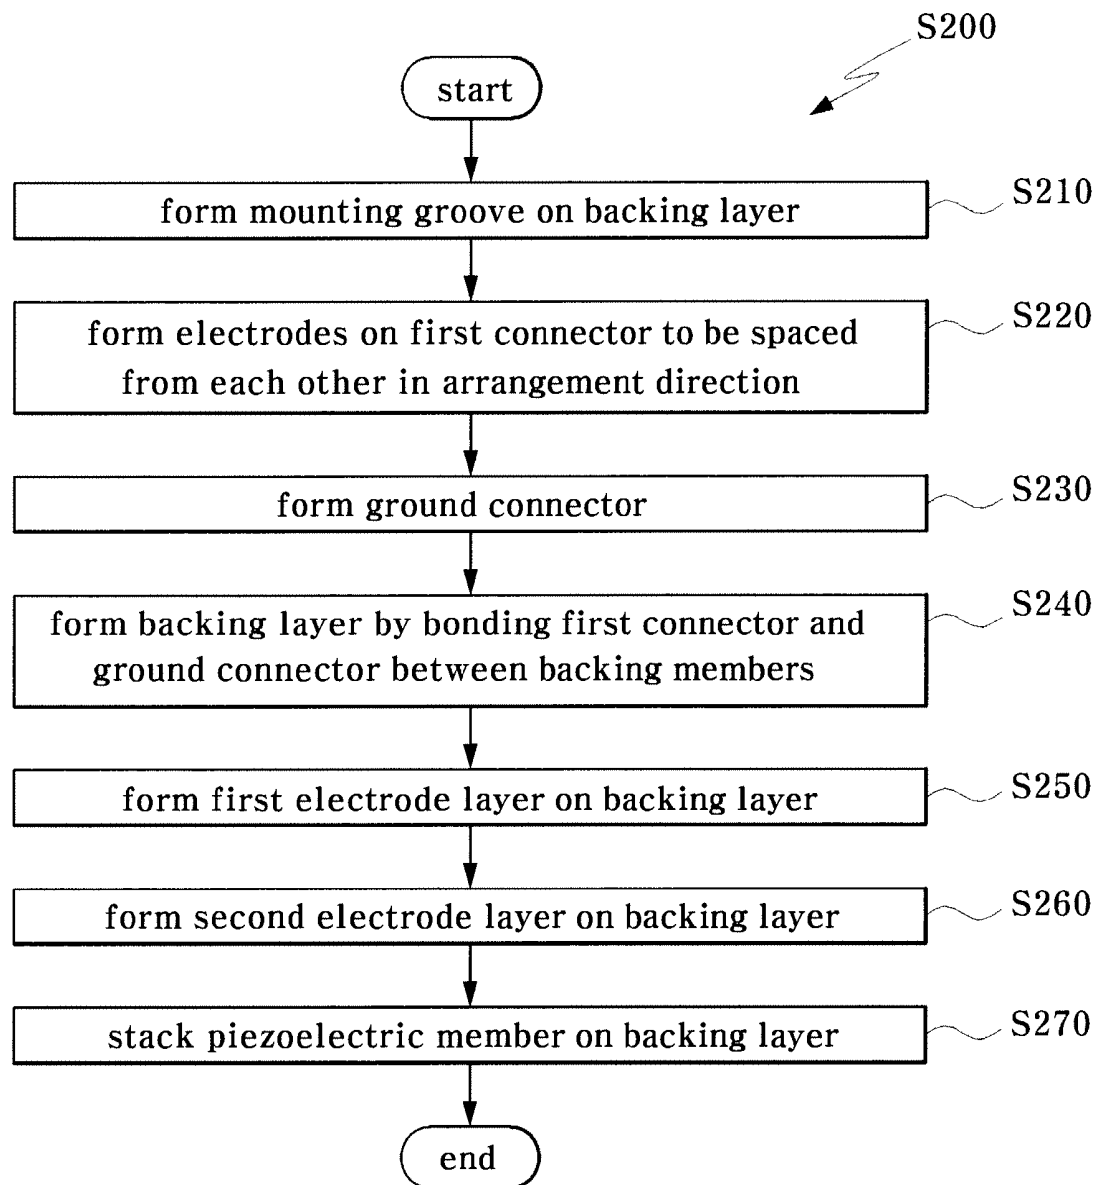 S200
start
form mounting groove on backing layer
S210
form electrodes on first connector to be spaced
from each other in arrangement direction
S220
form ground connector
S230
form backing layer by bonding first connector and
ground connector between backing members
S240
form first electrode layer on backing layer
S250
form second electrode layer on backing layer
S260
stack piezoelectric member on backing layer
S270
end